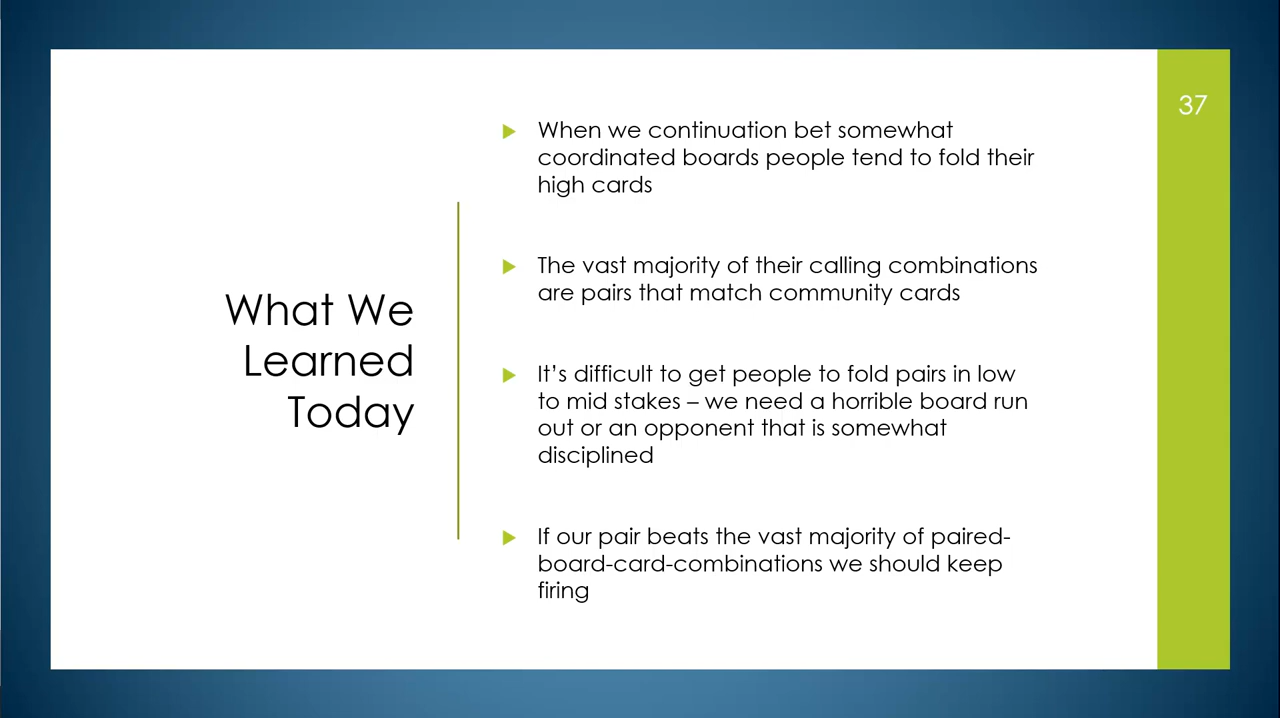 37
What We
Learned
Today
When we continuation bet somewhat
coordinated boards people tend to fold their
high cards
The vast majority of their calling combinations
are pairs that match community cards
It’s difficult to get people to fold pairs in low
to mid stakes – we need a horrible board run
out or an opponent that is somewhat
disciplined
If our pair beats the vast majority of paired-
board-card-combinations we should keep
firing